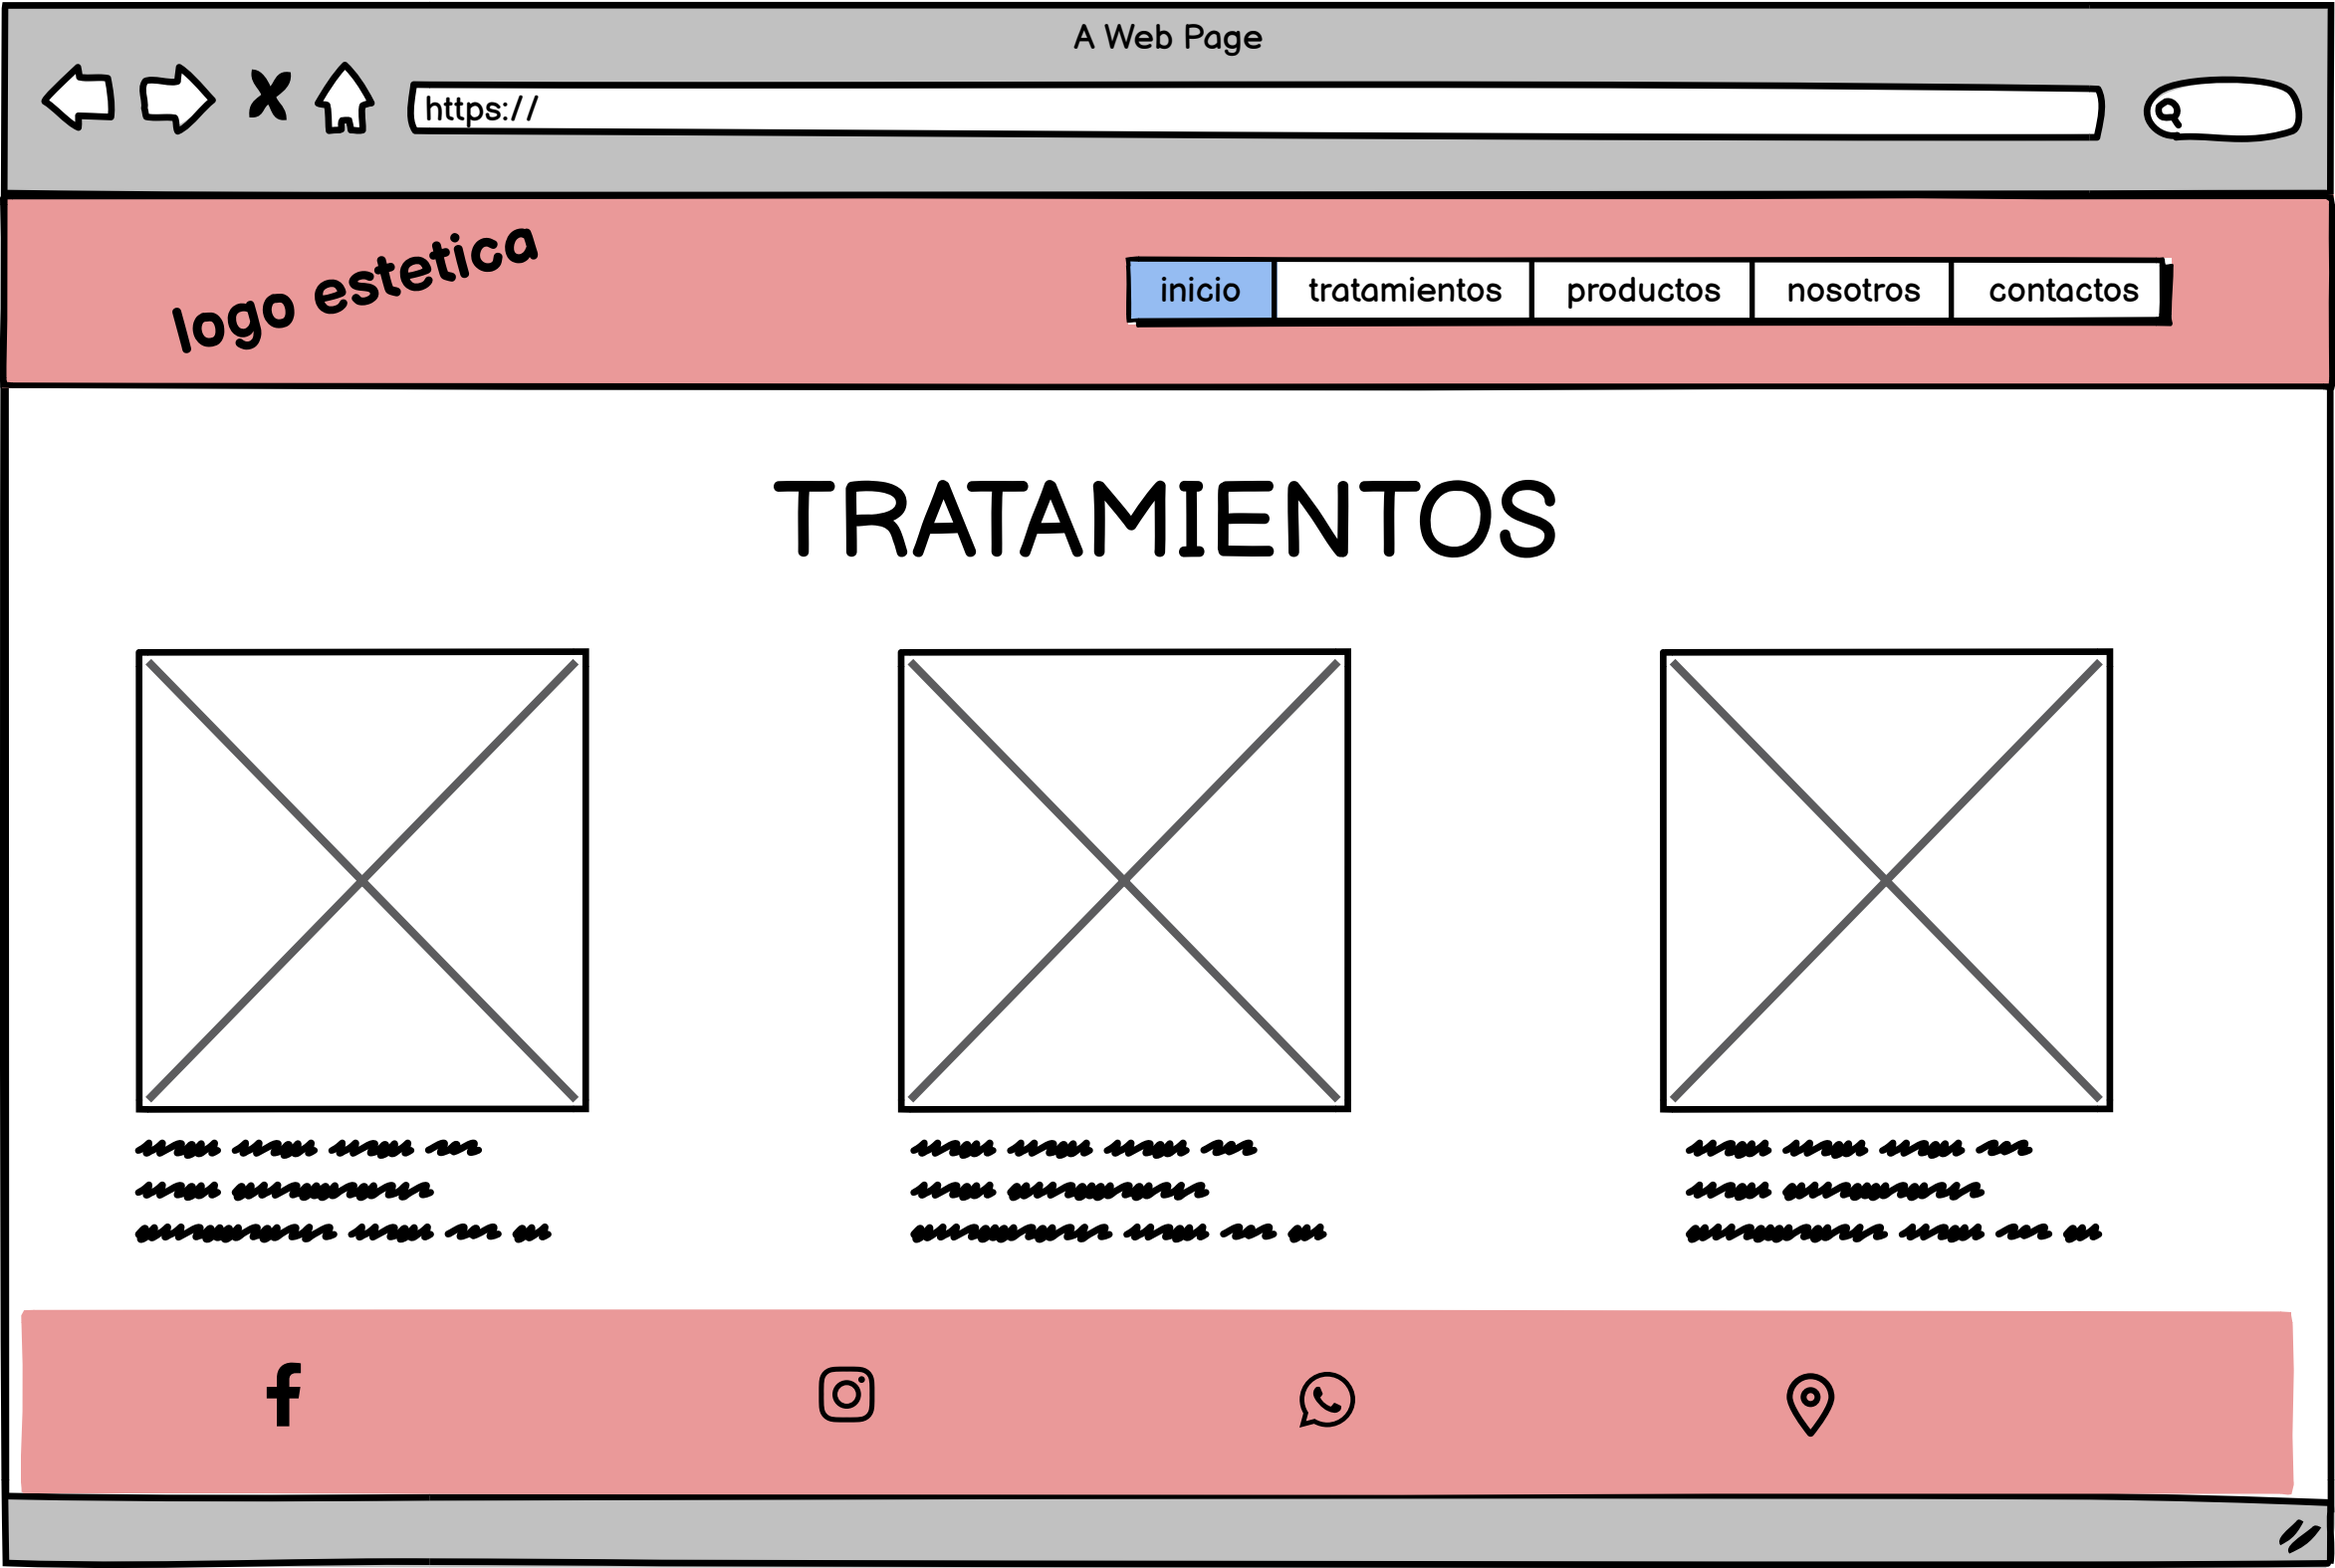 A Web Page
https://
logo estetica
inicio tratamientos productos nosotros contactos
TRATAMIENTOS